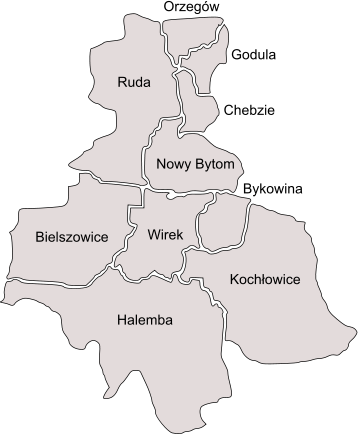 Orzegów
Godula
Ruda
Chebzie
Nowy Bytom
Bykowina
Bielszowice
Wirek
Kochłowice
Halemba